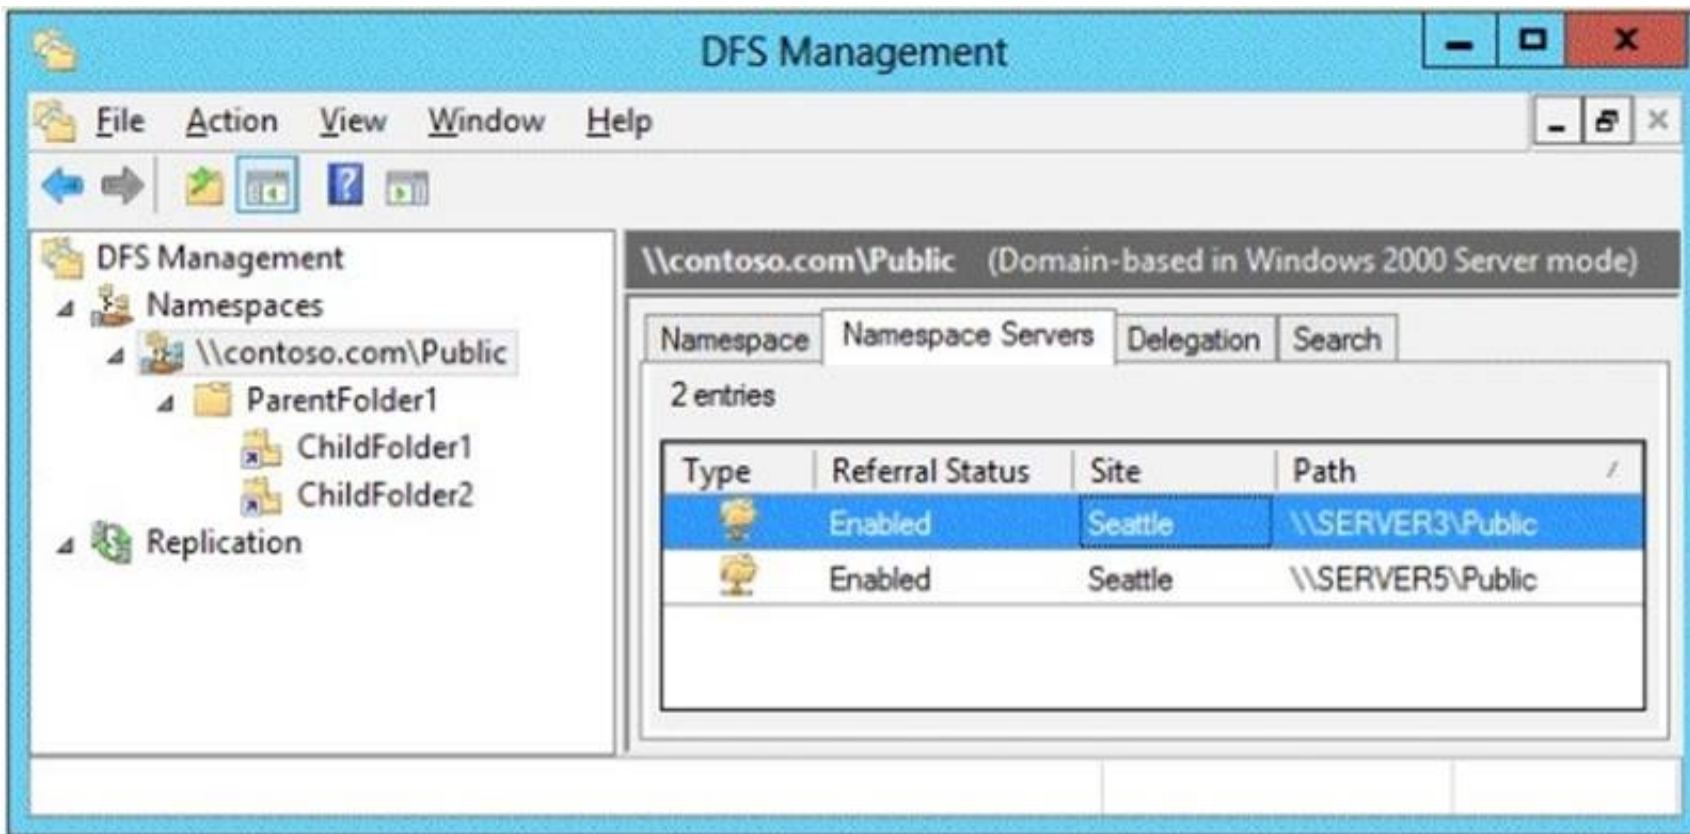 DFS Management
File Action View Window Help
DFS Management
Namespaces
\\contoso.com\Public
ParentFolder1
ChildFolder1
ChildFolder2
Replication
\\contoso.com\Public (Domain-based in Windows 2000 Server mode)
Namespace Namespace Servers Delegation Search
2 entries
Type Referral Status Site Path
Enabled Seattle \\SERVER3\Public
Enabled Seattle \\SERVER5\Public